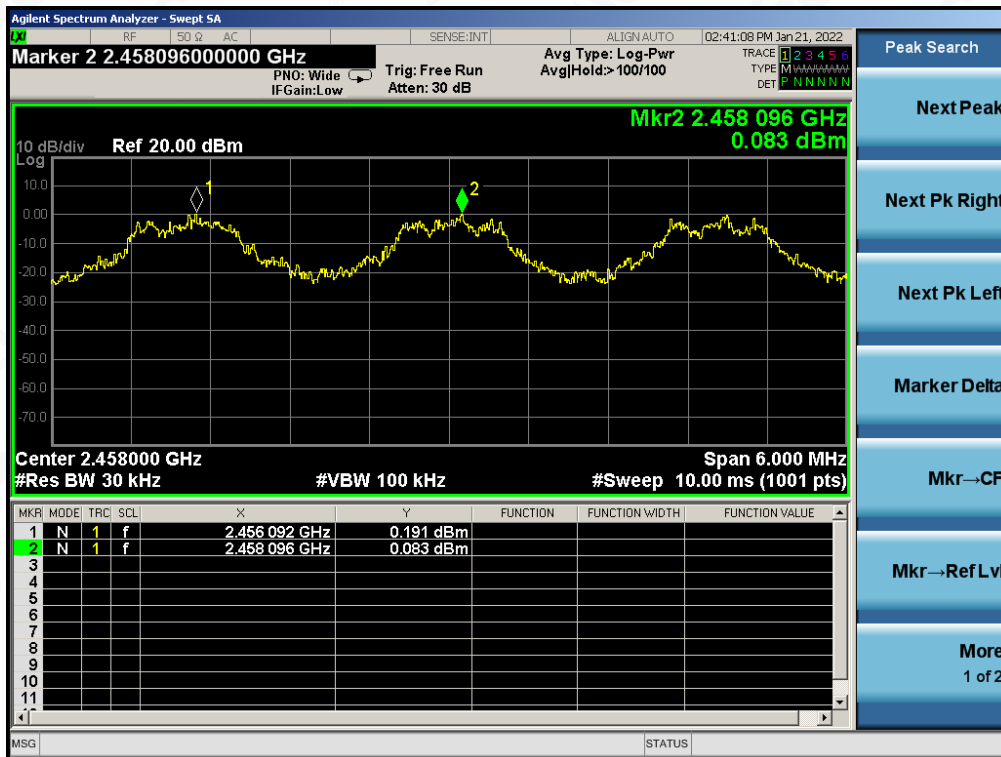 Agilent Spectrum Analyzer - Swept SA
LXI RF 50 Ω AC SENSE:INT ALIGNAUTO 02:41:08 PM Jan 21, 2022
Marker 2 2.458096000000 GHz
PNO: Wide
IFGain:Low
Trig: Free Run
Atten: 30 dB
Avg Type: Log-Pwr
Avg|Hold:> 100/100
TRACE 1 2 3 4 5 6
TYPE M WWWWW
DET P N N N N N
Peak Search
Mkr2 2.458 096 GHz
0.083 dBm
10 dB/div Ref 20.00 dBm
Log
10.0
0.00
-10.0
-20.0
-30.0
-40.0
-50.0
-60.0
-70.0
1
2
Center 2.458000 GHz Span 6.000 MHz
#Res BW 30 kHz #VBW 100 kHz #Sweep 10.00 ms (1001 pts)
MKR MODE TRC SCL X Y FUNCTION FUNCTION WIDTH FUNCTION VALUE
1 N 1 f 2.456 092 GHz 0.191 dBm
2 N 1 f 2.458 096 GHz 0.083 dBm
3
4
5
6
7
8
9
10
11
MSG STATUS
Next Peak
Next Pk Right
Next Pk Left
Marker Delta
Mkr→CF
Mkr→Ref Lvl
More
1 of 2